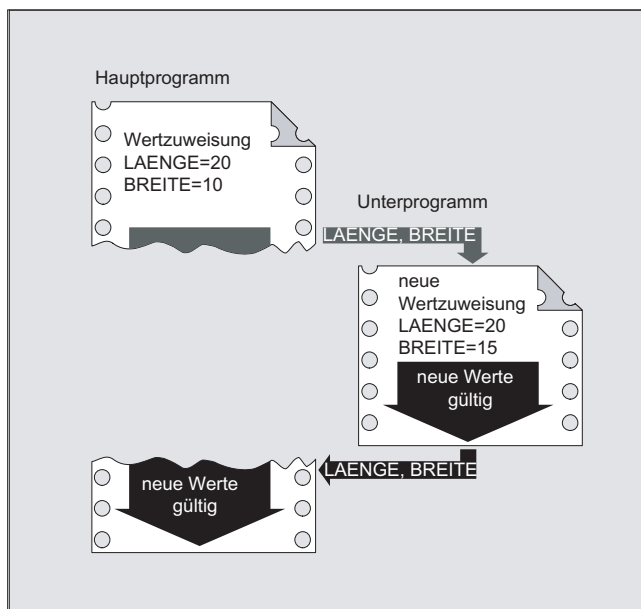 Hauptprogramm
Wertzuweisung
LAENGE=20
BREITE=10
Unterprogramm
LAENGE, BREITE
neue
Wertzuweisung
LAENGE=20
BREITE=15
neue Werte
gültig
LAENGE, BREITE
neue Werte
gültig